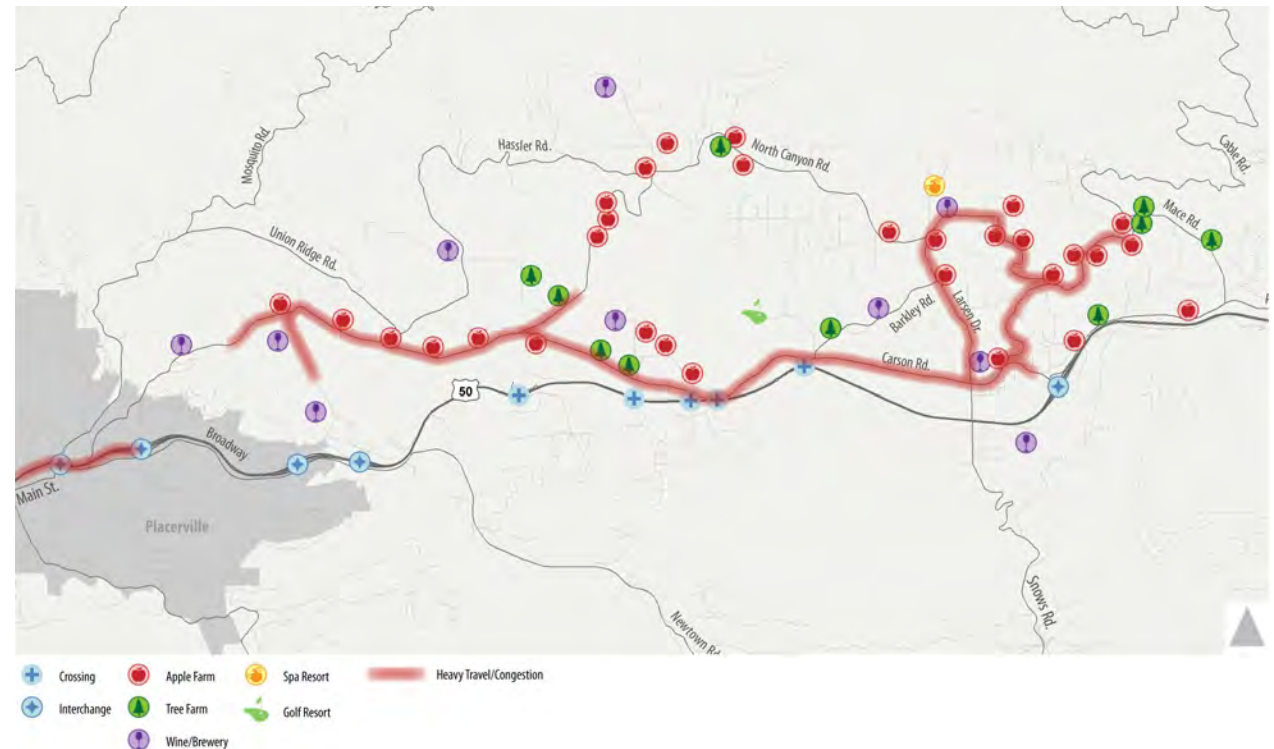 Mosquito Rd.
Hassler Rd.
North Canyon Rd.
Cable Rd.
Mace Rd.
Union Ridge Rd.
Barkley Rd.
Larsen Dr.
Carson Rd.
50
Broadway
Main St.
Placerville
Snows Rd.
Newtown Rd.
Crossing
Apple Farm
Spa Resort
Heavy Travel/Congestion
Interchange
Tree Farm
Golf Resort
Wine/Brewery